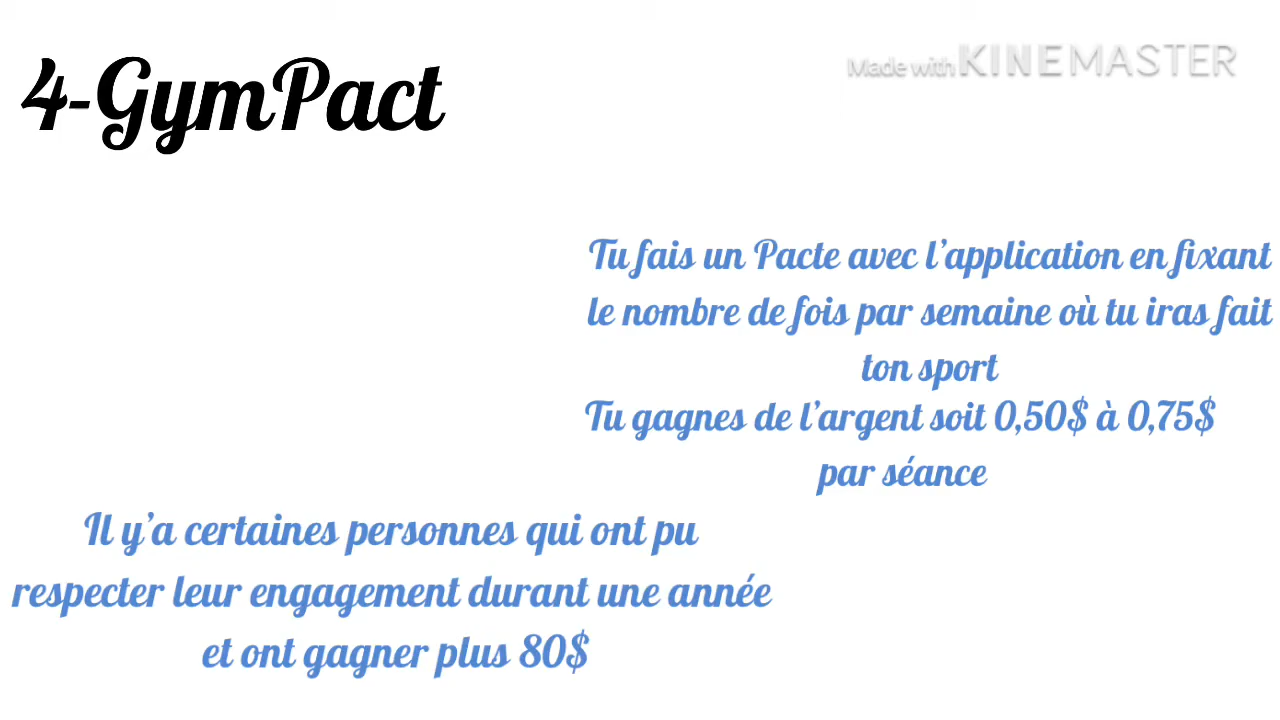 4-GymPact
Made with KINEMASTER
Tu fais un Pacte avec l'application en fixant
le nombre de fois par semaine où tu iras fait
ton sport
Tu gagnes de l'argent soit 0,50$ à 0,75$
par séance
Il y'a certaines personnes qui ont pu
respecter leur engagement durant une année
et ont gagner plus 80$